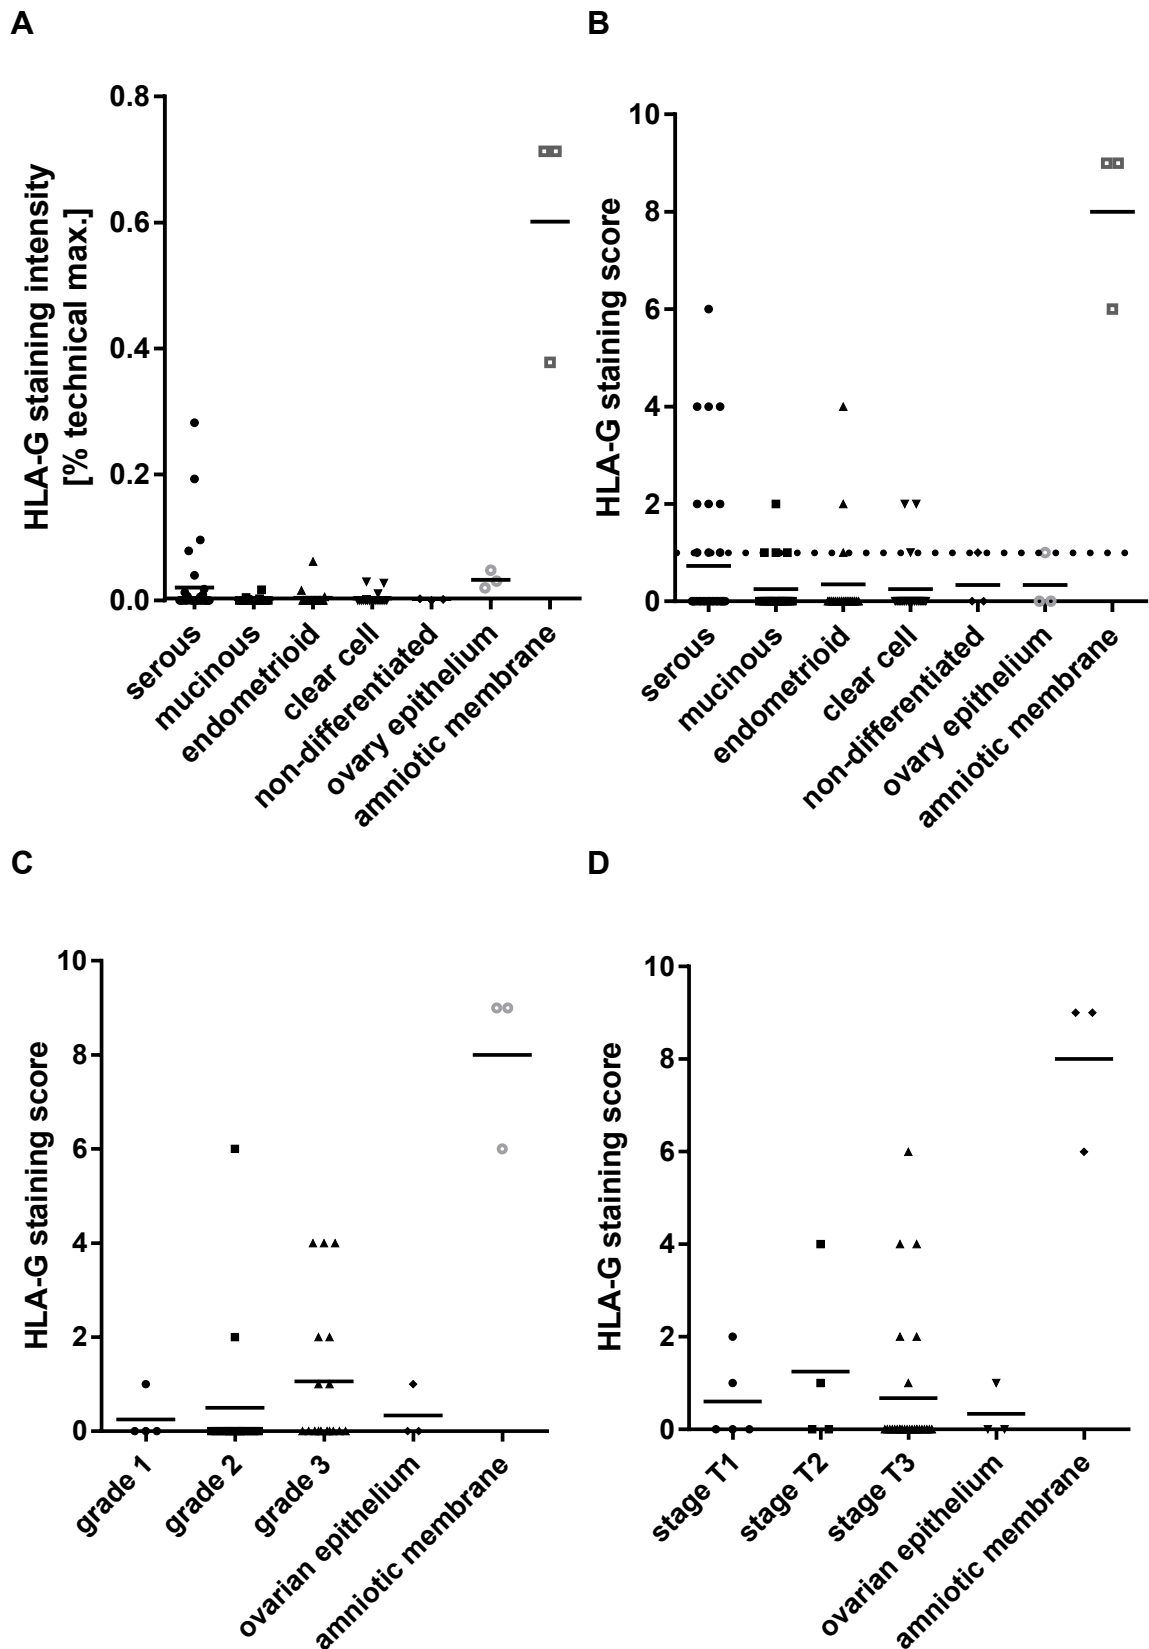 A
HLA-G staining intensity
[% technical max.]
0.8
0.6
0.4
0.2
0.0
serous
mucinous
endometrioid
clear cell
non-differentiated
ovary epithelium
amniotic membrane
B
HLA-G staining score
10
8
6
4
2
0
serous
mucinous
endometrioid
clear cell
non-differentiated
ovary epithelium
amniotic membrane
C
HLA-G staining score
10
8
6
4
2
0
grade 1
grade 2
grade 3
ovarian epithelium
amniotic membrane
D
HLA-G staining score
10
8
6
4
2
0
stage T1
stage T2
stage T3
ovarian epithelium
amniotic membrane